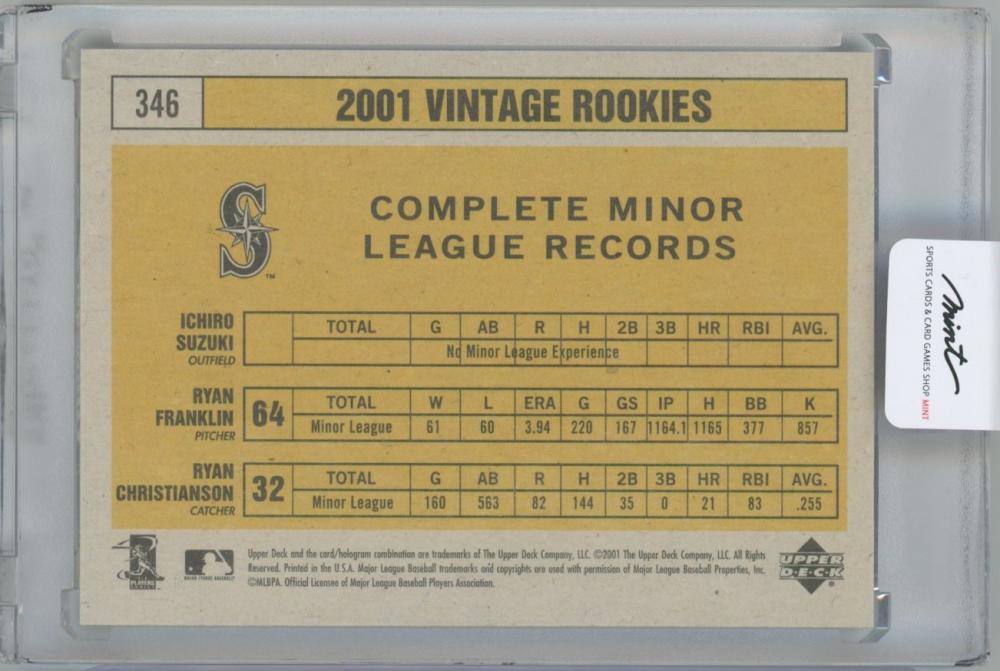 346
2001 VINTAGE ROOKIES
S
TM
COMPLETE MINOR
LEAGUE RECORDS
ICHIRO
SUZUKI
OUTFIELD
TOTAL G AB R H 2B 3B HR RBI AVG.
No Minor League Experience
RYAN
FRANKLIN
PITCHER
64
TOTAL W L ERA G GS IP H BB K
Minor League 61 60 3.94 220 167 1164.1 1165 377 857
RYAN
CHRISTIANSON
CATCHER
32
TOTAL G AB R H 2B 3B HR RBI AVG.
Minor League 160 563 82 144 35 0 21 83 .255
PLAYERS
Upper Deck and the card/hologram combination are trademarks of The Upper Deck Company, LLC. ©2001 The Upper Deck Company, LLC. All Rights
Reserved. Printed in the U.S.A. Major League Baseball trademarks and copyrights are used with permission of Major League Baseball Properties, Inc.
©MLBPA. Official Licensee of Major League Baseball Players Association.
UPPER
D·E·C·K
®
Mint
SPORTS CARDS & CARD GAMES SHOP MINT